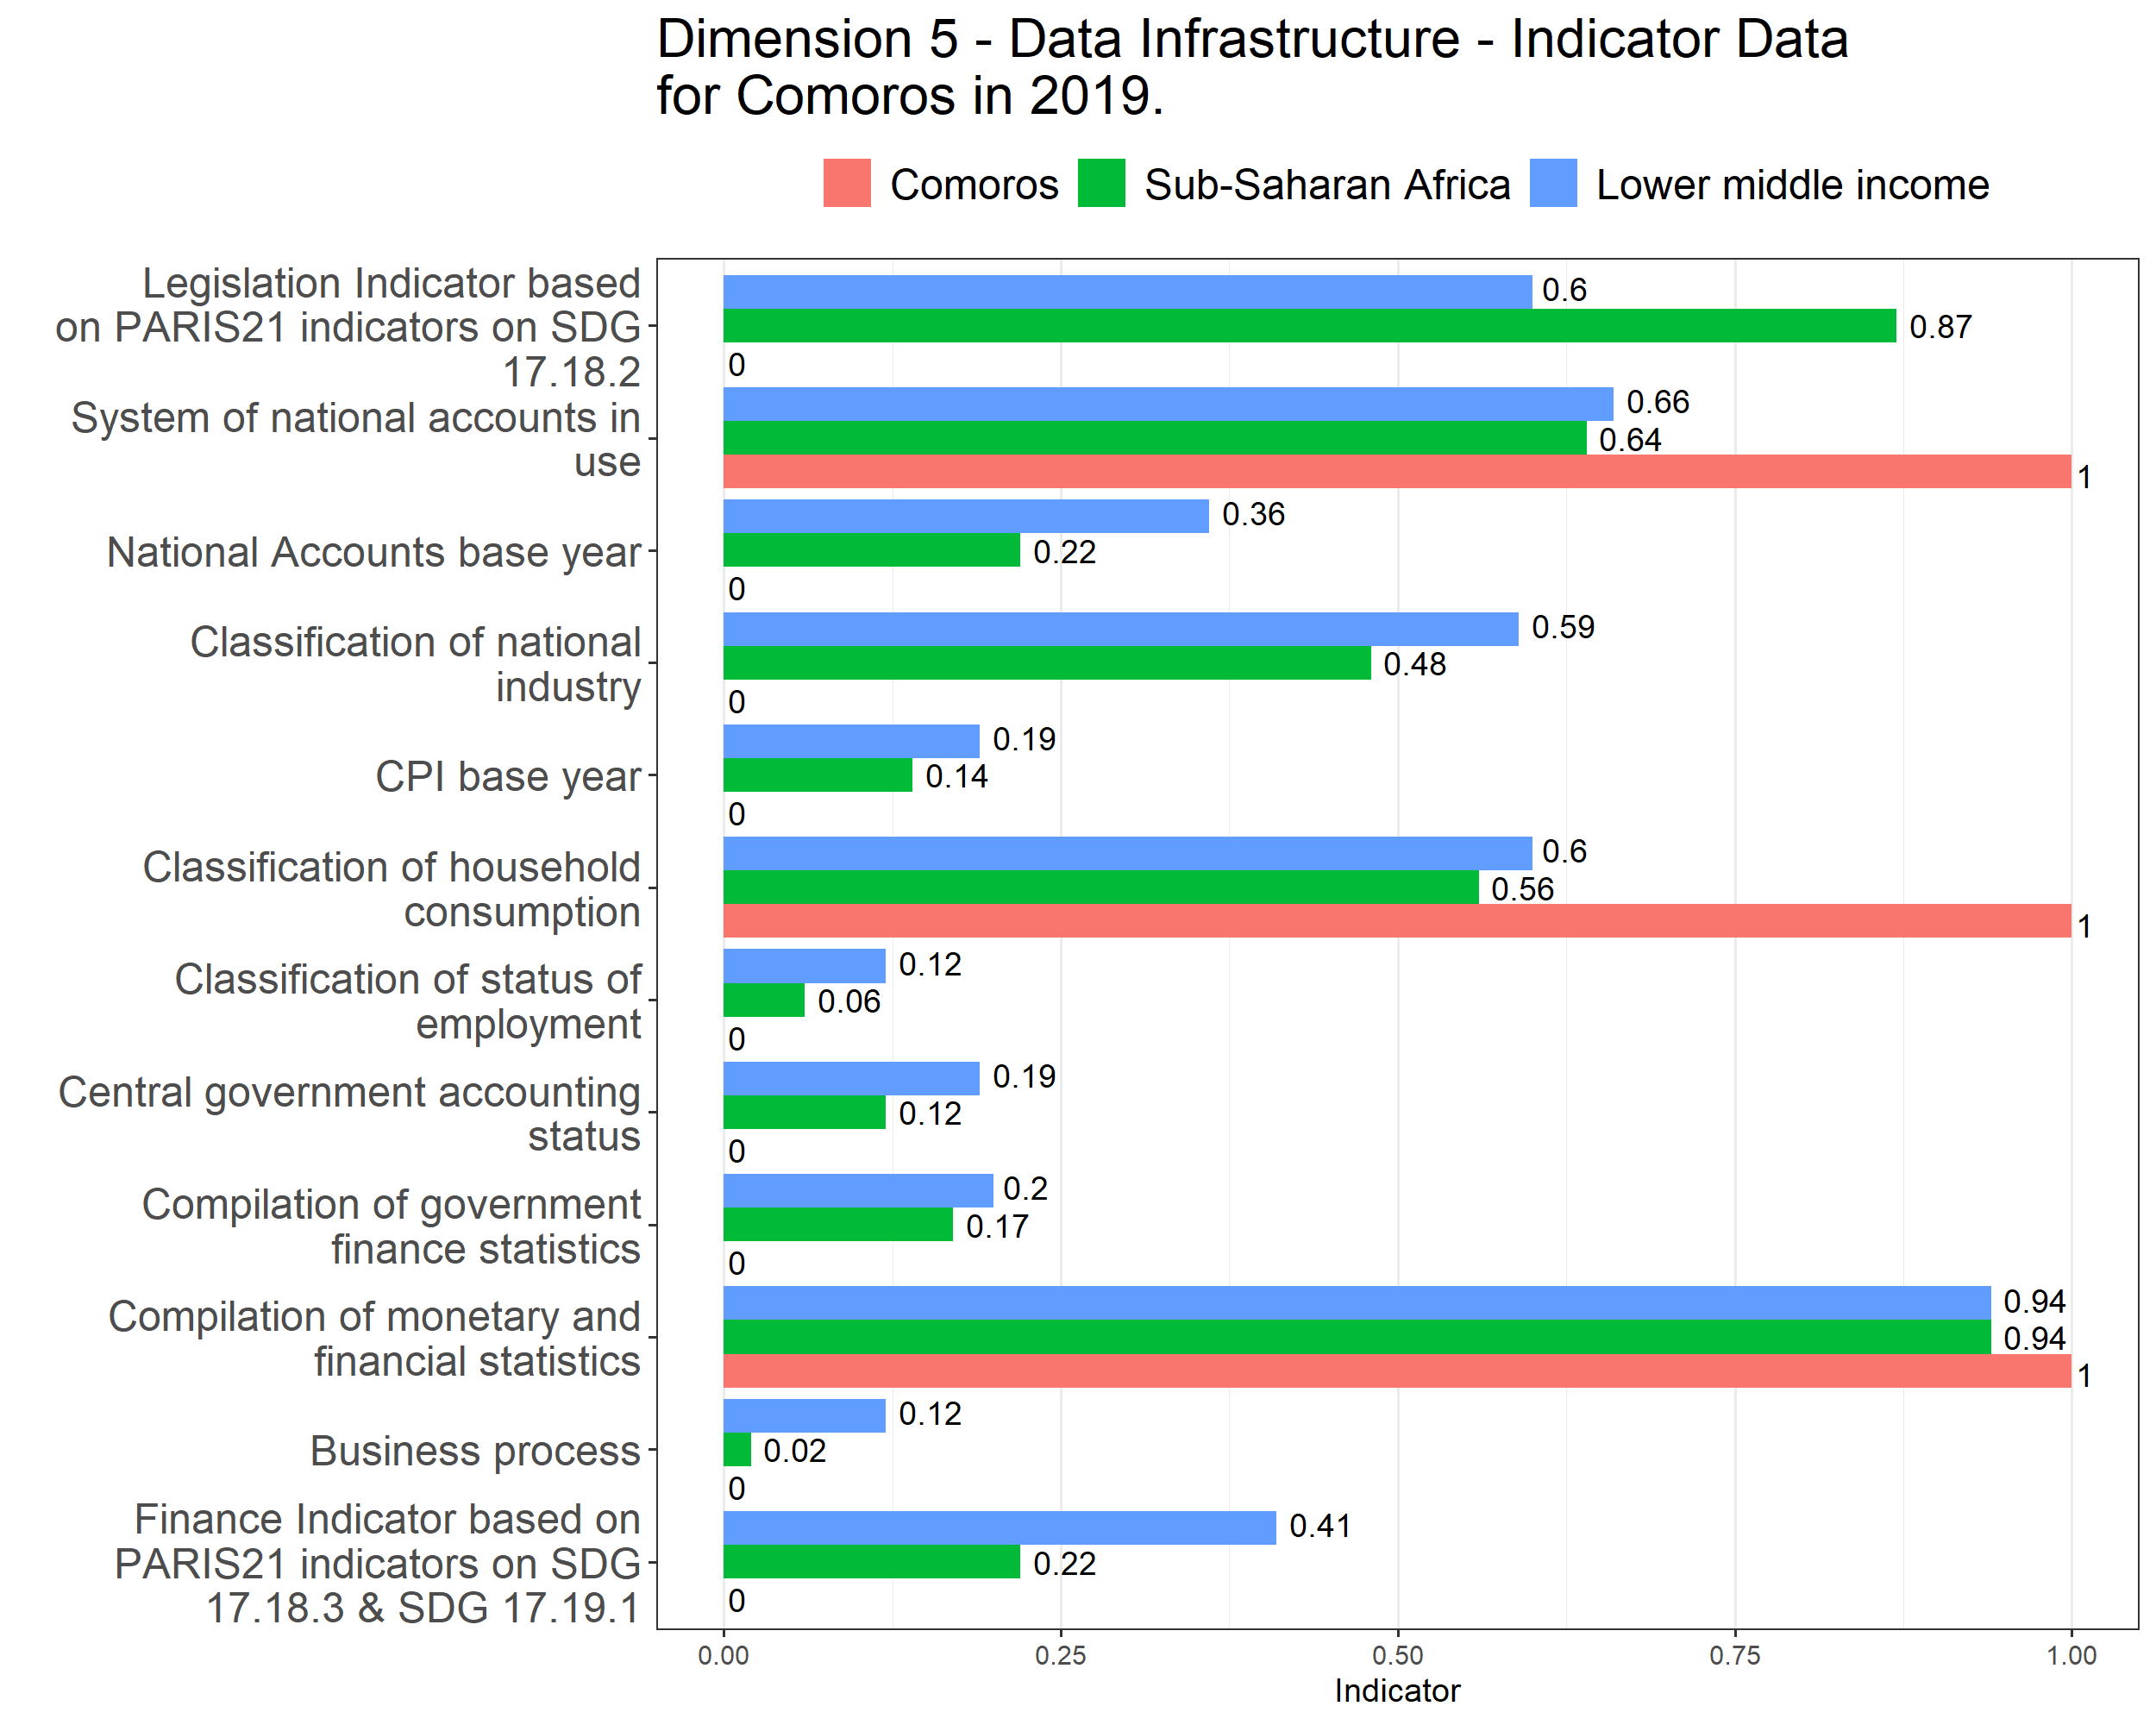 Dimension 5 - Data Infrastructure - Indicator Data
for Comoros in 2019.
Comoros
Sub-Saharan Africa
Lower middle income
Legislation Indicator based
on PARIS21 indicators on SDG
17.18.2
0.6
0.87
0
System of national accounts in
use
0.66
0.64
1
National Accounts base year
0.36
0.22
0
Classification of national
industry
0.59
0.48
0
CPI base year
0.19
0.14
0
Classification of household
consumption
0.6
0.56
1
Classification of status of
employment
0.12
0.06
0
Central government accounting
status
0.19
0.12
0
Compilation of government
finance statistics
0.2
0.17
0
Compilation of monetary and
financial statistics
0.94
0.94
1
Business process
0.12
0.02
0
Finance Indicator based on
PARIS21 indicators on SDG
17.18.3 & SDG 17.19.1
0.41
0.22
0
0.00
0.25
0.50
0.75
1.00
Indicator